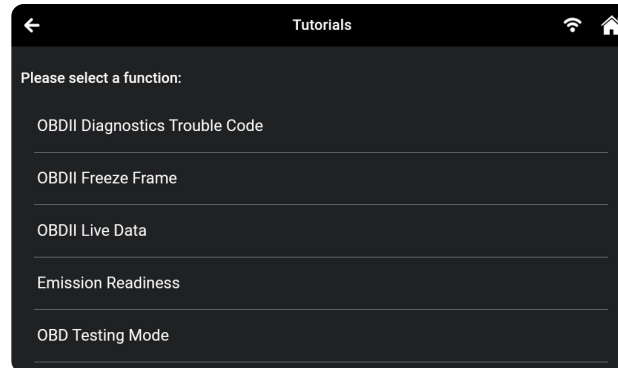 Tutorials
Please select a function:
OBDII Diagnostics Trouble Code
OBDII Freeze Frame
OBDII Live Data
Emission Readiness
OBD Testing Mode